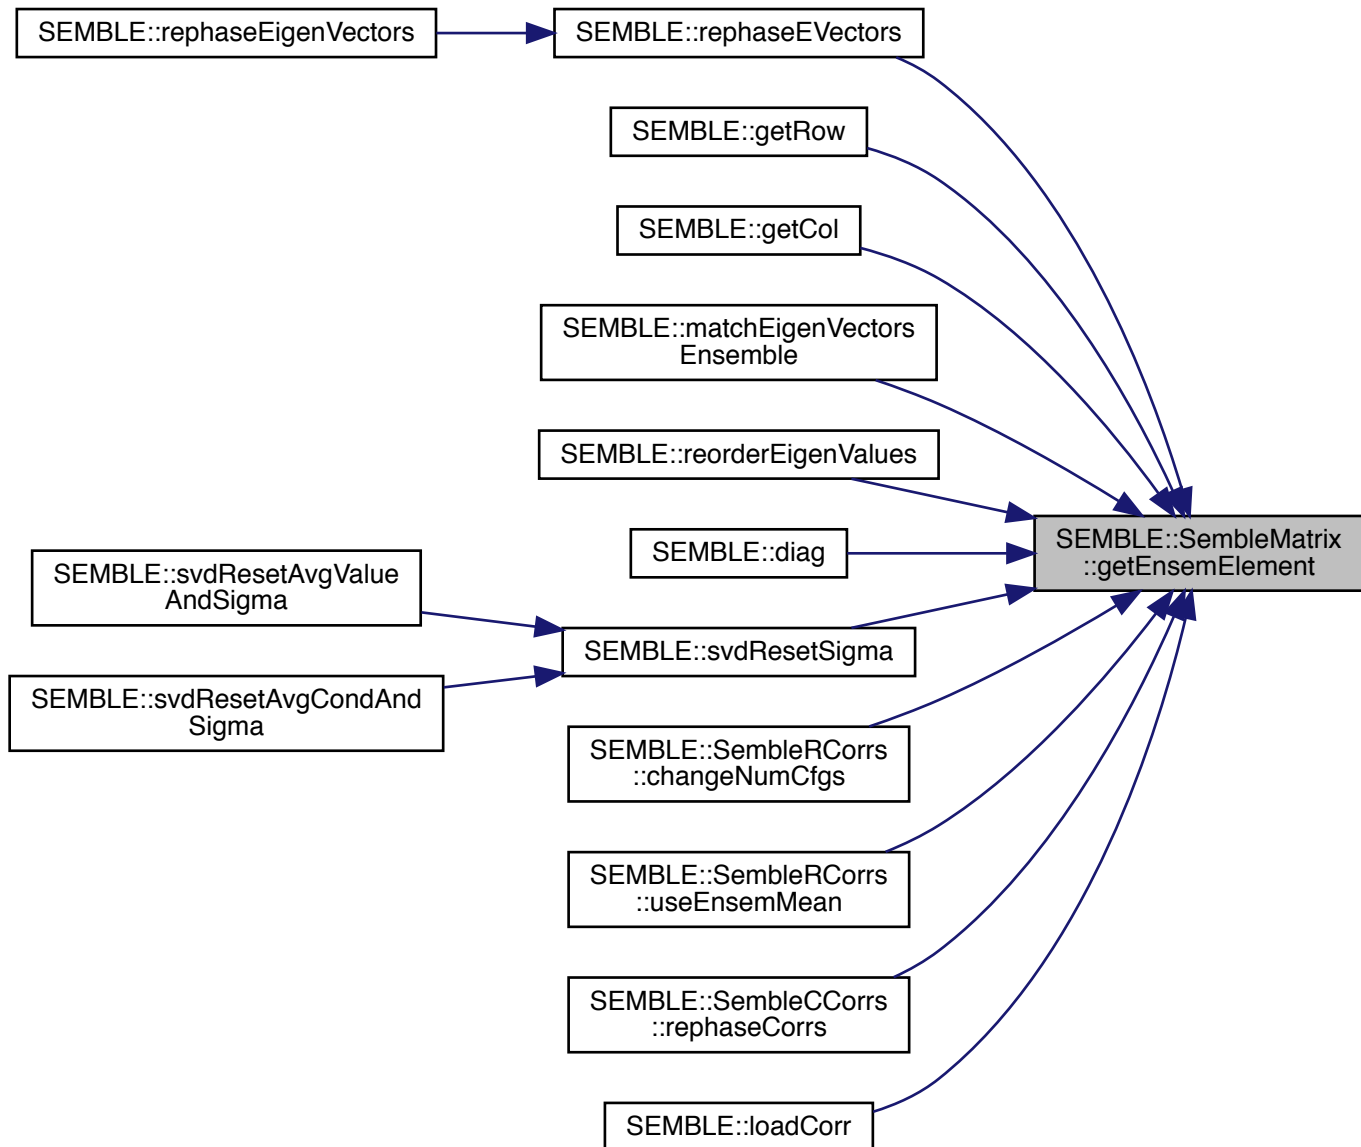 SEMBLE::rephaseEigenVectors
SEMBLE::rephaseEVectors
SEMBLE::getRow
SEMBLE::getCol
SEMBLE::matchEigenVectors
Ensemble
SEMBLE::reorderEigenValues
SEMBLE::diag
SEMBLE::SembleMatrix
::getEnsemElement
SEMBLE::svdResetAvgValue
AndSigma
SEMBLE::svdResetSigma
SEMBLE::svdResetAvgCondAnd
Sigma
SEMBLE::SembleRCorrs
::changeNumCfgs
SEMBLE::SembleRCorrs
::useEnsemMean
SEMBLE::SembleCCorrs
::rephaseCorrs
SEMBLE::loadCorr